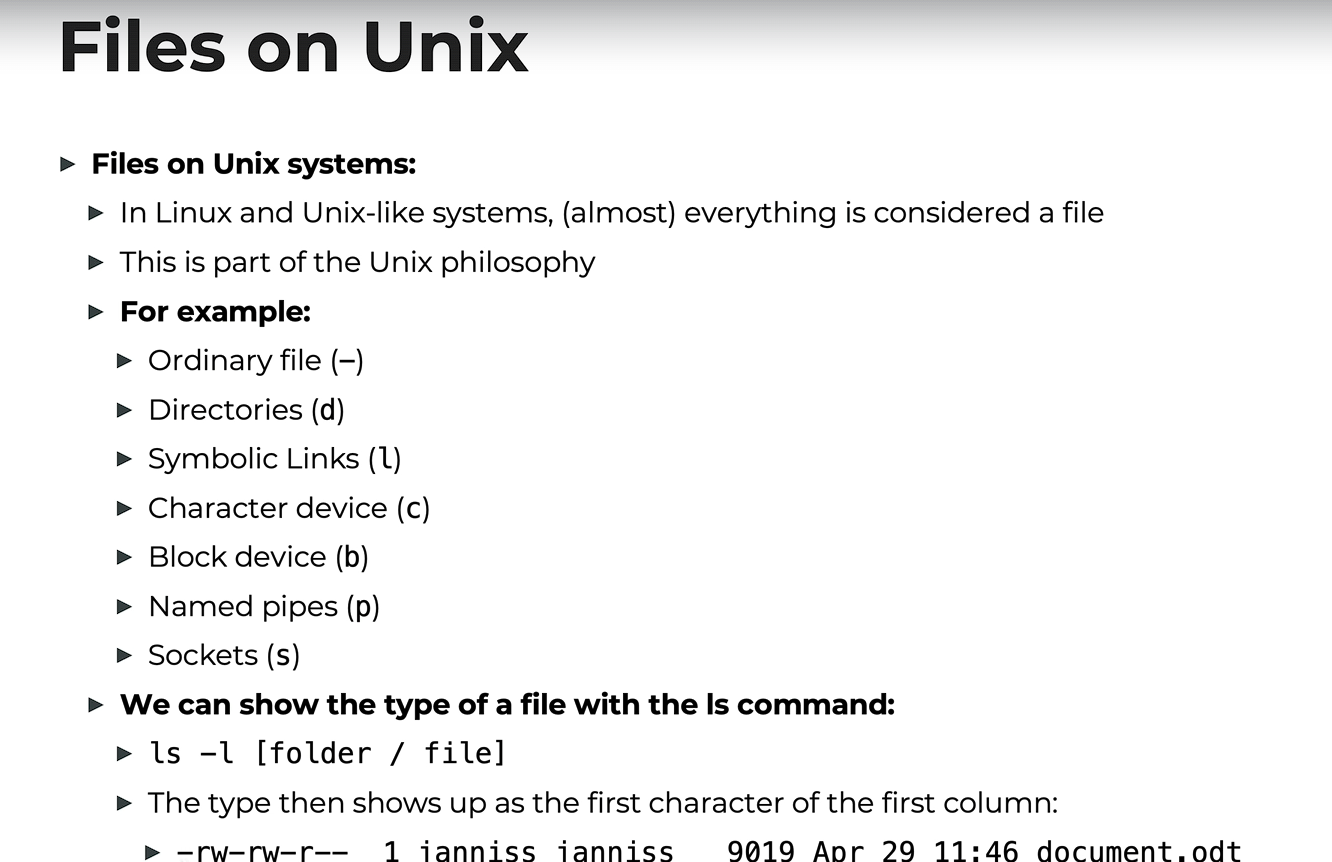 Files on Unix
► Files on Unix systems:
► In Linux and Unix-like systems, (almost) everything is considered a file
► This is part of the Unix philosophy
► For example:
► Ordinary file (-)
► Directories (d)
► Symbolic Links (l)
► Character device (c)
► Block device (b)
► Named pipes (p)
► Sockets (s)
► We can show the type of a file with the ls command:
► ls -l [folder / file]
► The type then shows up as the first character of the first column:
► -rw-rw-r-- 1 janniss janniss 9019 Apr 29 11:46 document.odt